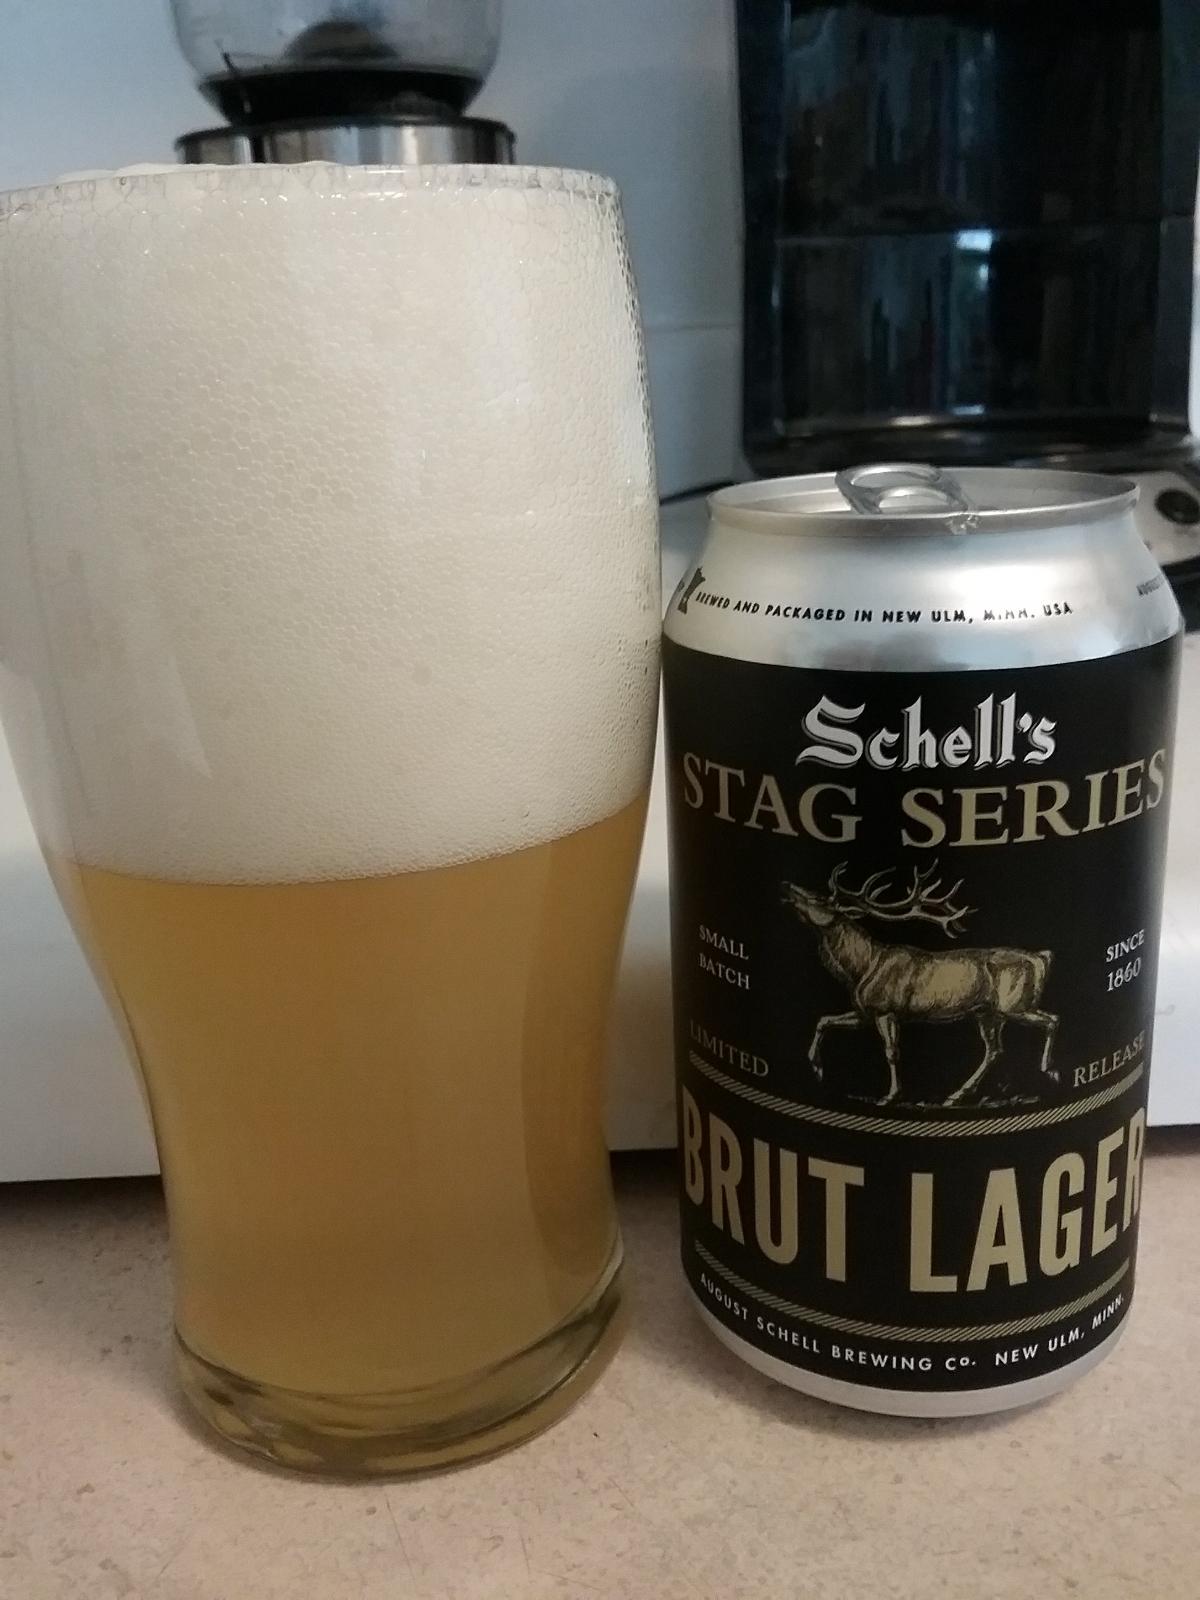 BREWED AND PACKAGED IN NEW ULM, MINN. USA
Schell's
STAG SERIES
SMALL
BATCH
SINCE
1860
LIMITED
RELEASE
BRUT LAGER
AUGUST SCHELL BREWING Co. NEW ULM, MINN.